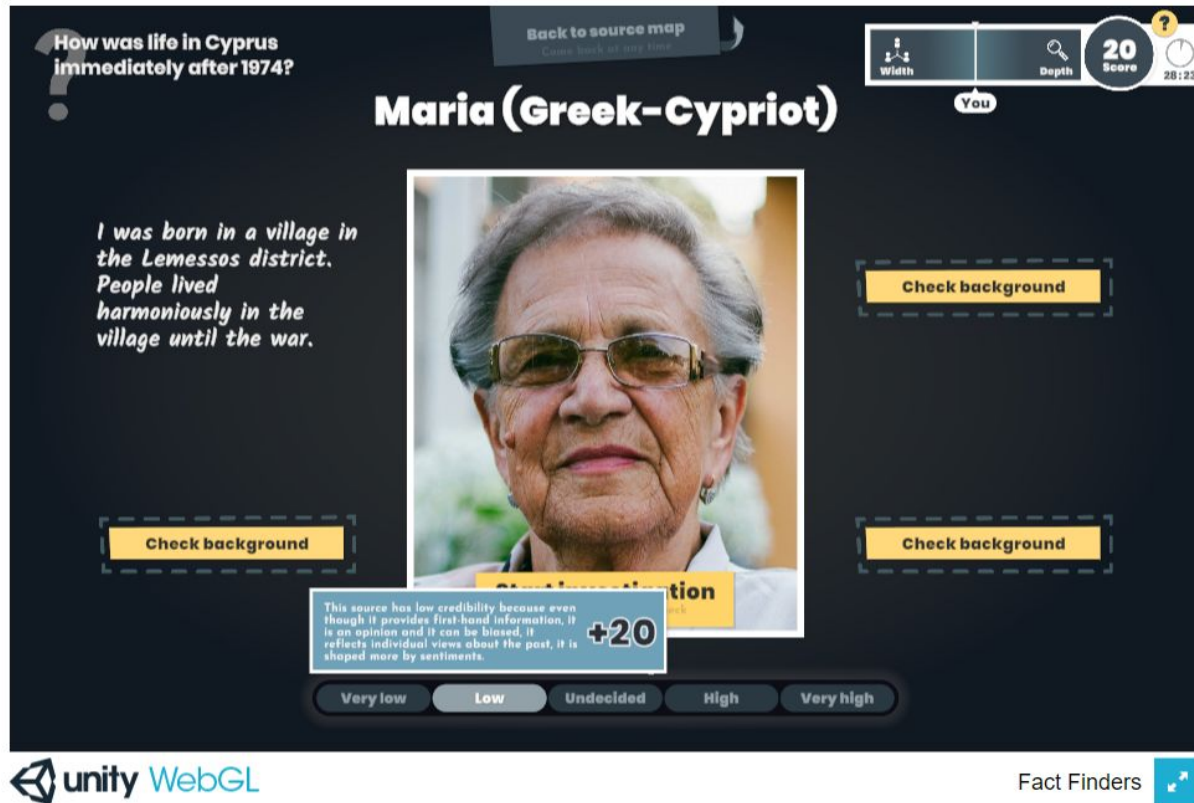 How was life in Cyprus
immediately after 1974?
Back to source map
Come back at any time
Width
Depth
You
20
Score
?
28:23
Maria (Greek-Cypriot)
I was born in a village in
the Lemessos district.
People lived
harmoniously in the
village until the war.
Check background
Check background
Check background
This source has low credibility because even
though it provides first-hand information, it
is an opinion and it can be biased, it
reflects individual views about the past, it is
shaped more by sentiments.
+20
Very low
Low
Undecided
High
Very high
unity WebGL
Fact Finders